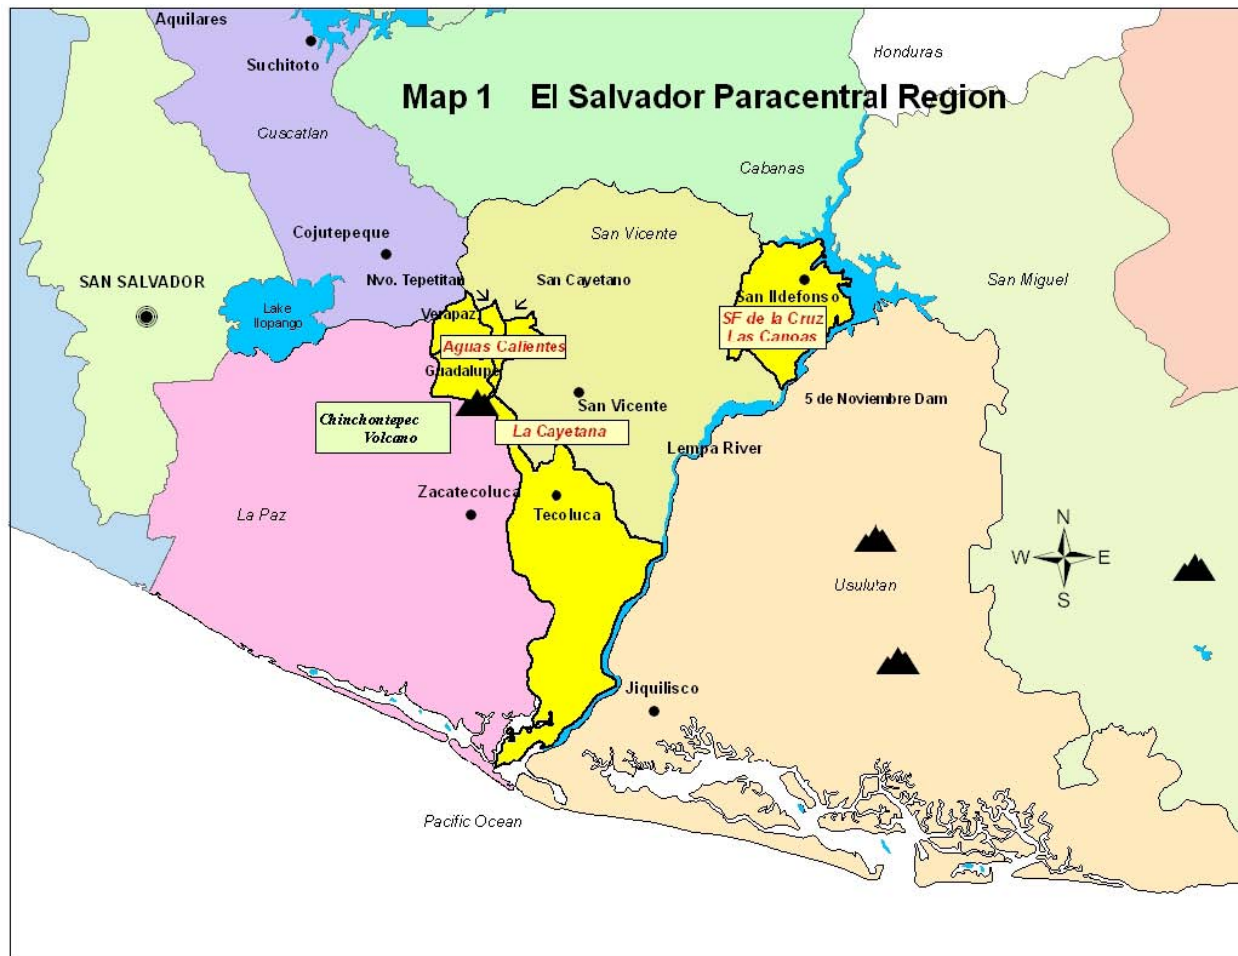 Aquilares
Suchitoto
Honduras
Map 1 El Salvador Paracentral Region
Cuscatlan
Cabanas
Cojutepeque
San Vicente
Nvo. Tepetitan
San Cayetano
SAN SALVADOR
San Miguel
San Ildefonso
Lake
Ilopango
Verapaz
SF de la Cruz
Las Canoas
Aguas Calientes
Guadalupe
5 de Noviembre Dam
San Vicente
Chinchontepec
Volcano
La Cayetana
Lempa River
Zacatecoluca
La Paz
Tecoluca
N
W
E
S
Usulutan
Jiquilisco
Pacific Ocean